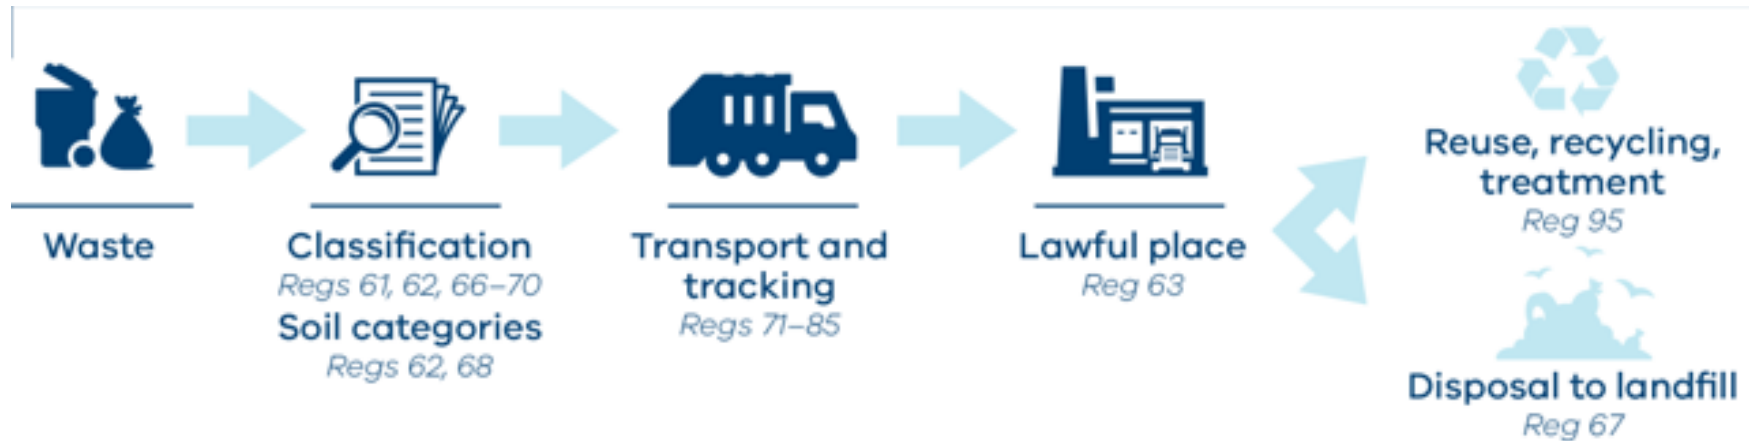 Waste
Classification
Regs 61, 62, 66–70
Soil categories
Regs 62, 68
Transport and
tracking
Regs 71–85
Lawful place
Reg 63
Reuse, recycling,
treatment
Reg 95
Disposal to landfill
Reg 67